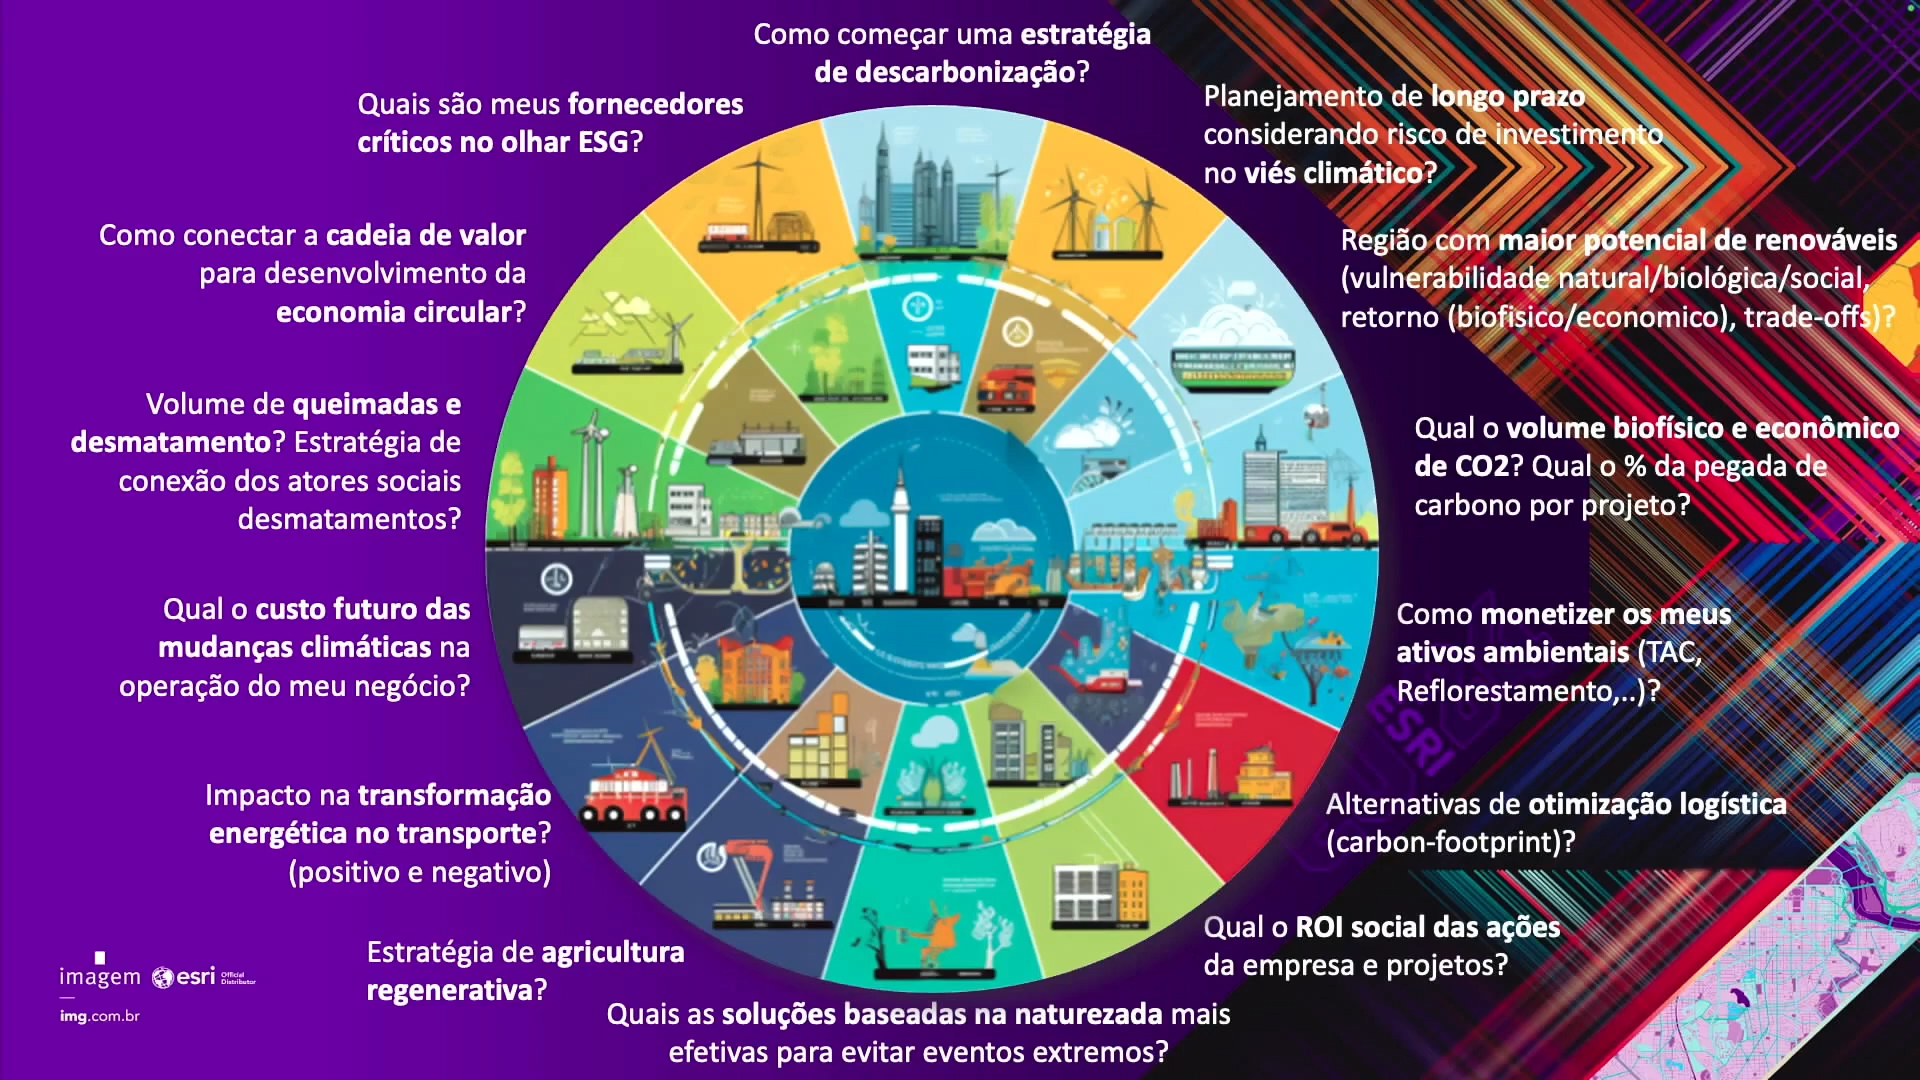 Como começar uma estratégia
de descarbonização?
Quais são meus fornecedores
críticos no olhar ESG?
Planejamento de longo prazo
considerando risco de investimento
no viés climático?
Como conectar a cadeia de valor
para desenvolvimento da
economia circular?
Região com maior potencial de renováveis
(vulnerabilidade natural/biológica/social,
retorno (biofisico/economico), trade-offs)?
Volume de queimadas e
desmatamento? Estratégia de
conexão dos atores sociais
desmatamentos?
Qual o volume biofísico e econômico
de CO2? Qual o % da pegada de
carbono por projeto?
Qual o custo futuro das
mudanças climáticas na
operação do meu negócio?
Como monetizer os meus
ativos ambientais (TAC,
Reflorestamento,..)?
ESRI
Impacto na transformação
energética no transporte?
(positivo e negativo)
Alternativas de otimização logística
(carbon-footprint)?
Estratégia de agricultura
regenerativa?
Qual o ROI social das ações
da empresa e projetos?
Quais as soluções baseadas na naturezada mais
efetivas para evitar eventos extremos?
imagem esri Official
Distributor
img.com.br